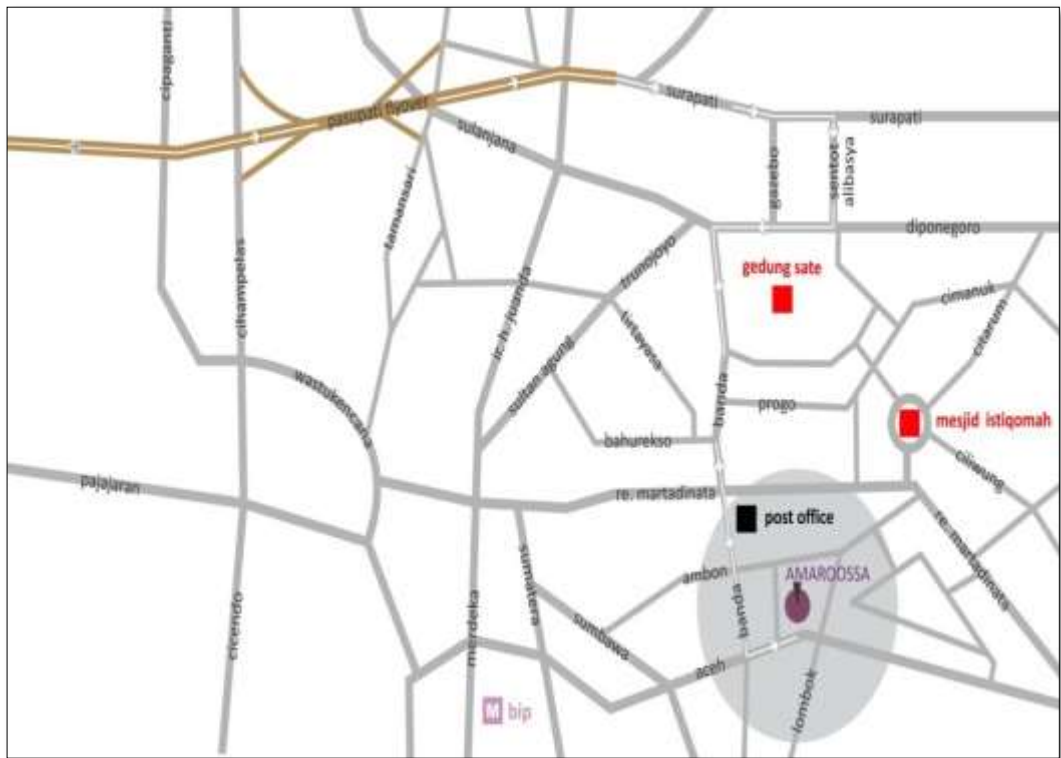 cipaganti
pasupati flyover
surapati
surapati
sulanjana
gazebo
sentot
alibasya
tamansari
diponegoro
cihampelas
trunojoyo
gedung sate
cimanuk
ir. h. juanda
tirtayasa
citarum
sultan agung
wastukencana
banda
progo
mesjid istiqomah
bahurekso
ciliwung
pajajaran
re. martadinata
post office
re. martadinata
sumatera
ambon
AMAROOSSA
banda
cicendo
merdeka
sumbawa
aceh
lombok
M bip